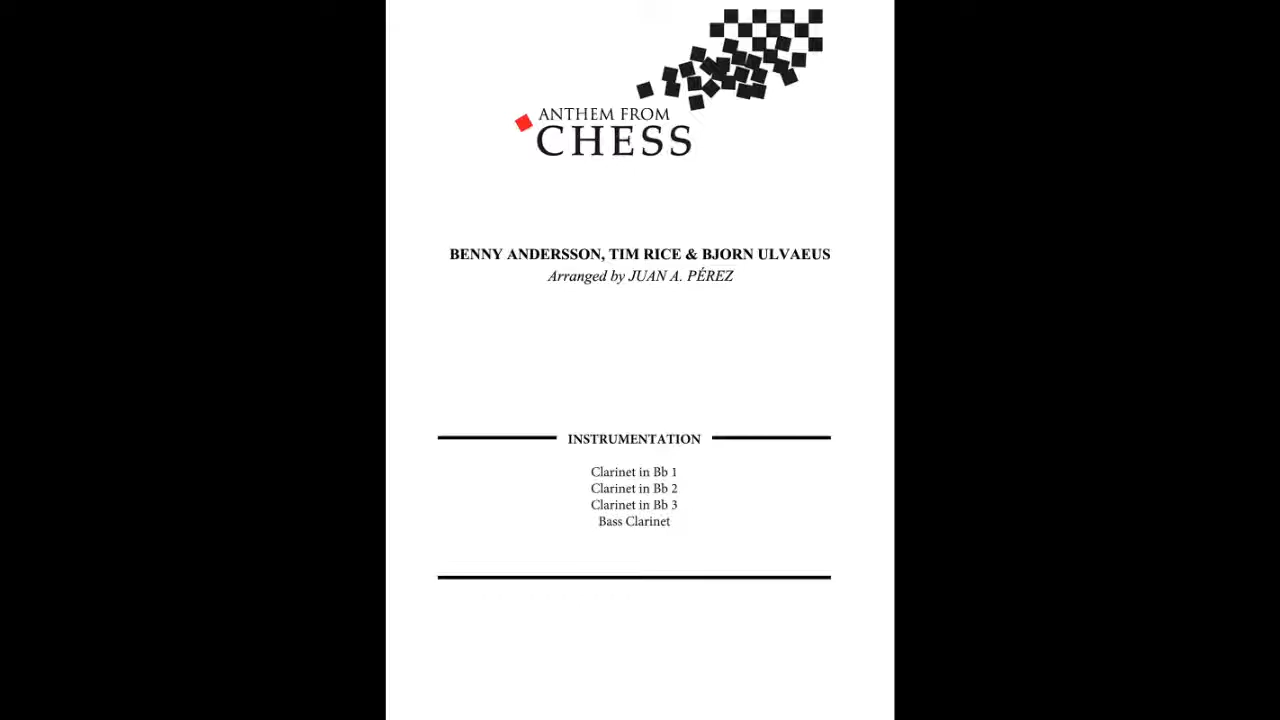 ANTHEM FROM
CHESS
BENNY ANDERSSON, TIM RICE & BJORN ULVAEUS
Arranged by JUAN A. PÉREZ
INSTRUMENTATION
Clarinet in Bb 1
Clarinet in Bb 2
Clarinet in Bb 3
Bass Clarinet